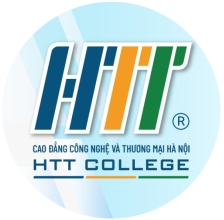 HTT ®
CAO ĐẲNG CÔNG NGHỆ VÀ THƯƠNG MẠI HÀ NỘI
HTT COLLEGE